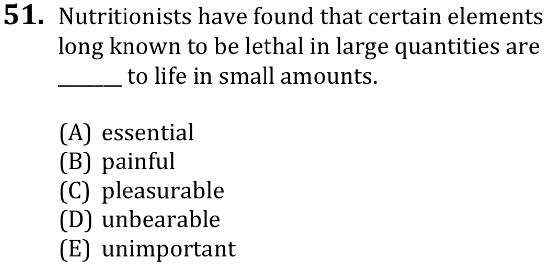 51. Nutritionists have found that certain elements
long known to be lethal in large quantities are
______ to life in small amounts.
(A) essential
(B) painful
(C) pleasurable
(D) unbearable
(E) unimportant